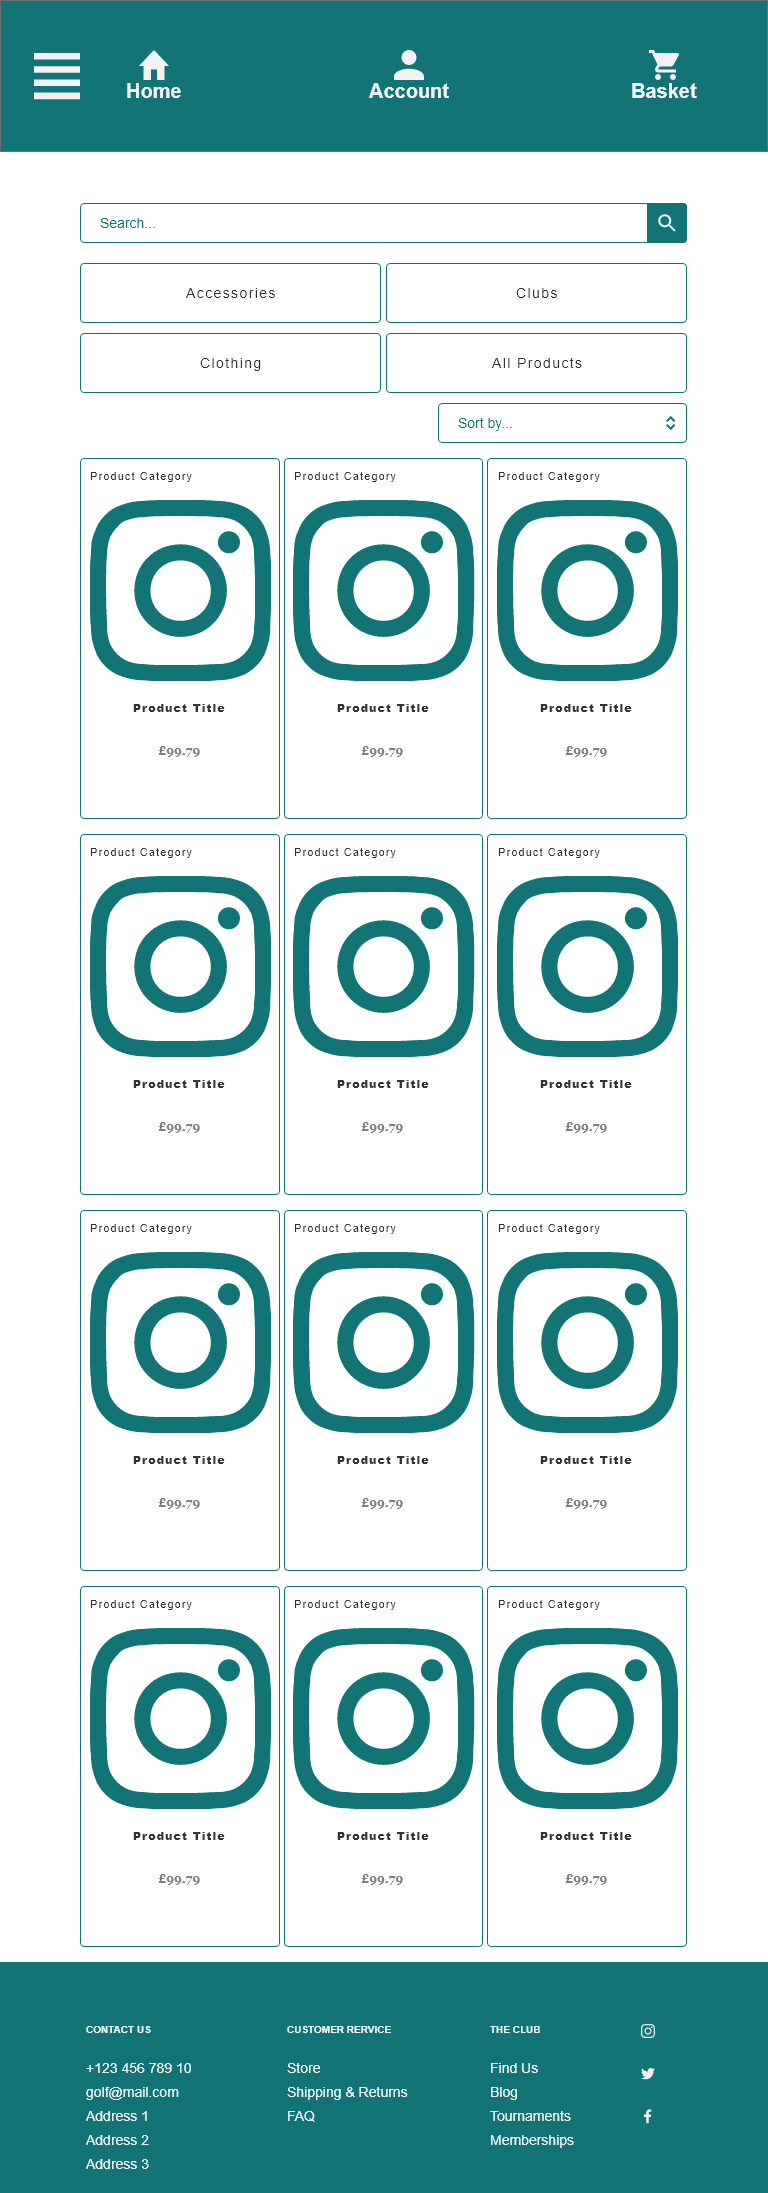 Home Account Basket
Search...
Accessories Clubs
Clothing All Products
Sort by...
Product Category Product Category Product Category
Product Title Product Title Product Title
£99.79 £99.79 £99.79
Product Category Product Category Product Category
Product Title Product Title Product Title
£99.79 £99.79 £99.79
Product Category Product Category Product Category
Product Title Product Title Product Title
£99.79 £99.79 £99.79
Product Category Product Category Product Category
Product Title Product Title Product Title
£99.79 £99.79 £99.79
CONTACT US
+123 456 789 10
golf@mail.com
Address 1
Address 2
Address 3
CUSTOMER RERVICE
Store
Shipping & Returns
FAQ
THE CLUB
Find Us
Blog
Tournaments
Memberships